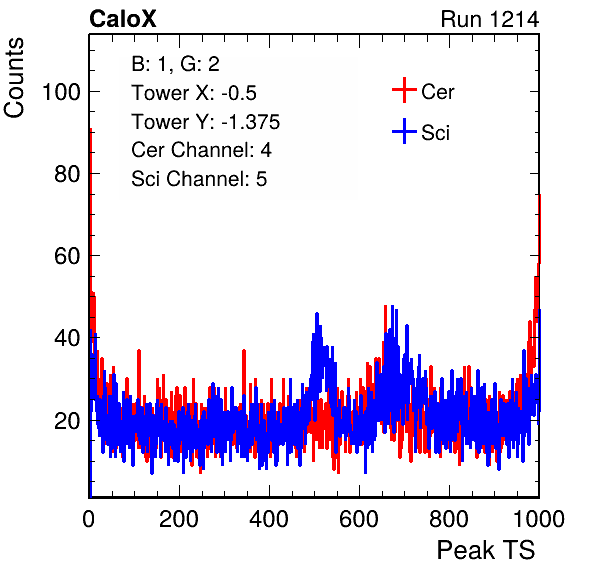 CaloX Run 1214
Counts
B: 1, G: 2
Tower X: -0.5
Tower Y: -1.375
Cer Channel: 4
Sci Channel: 5
Cer
Sci
100
80
60
40
20
0 200 400 600 800 1000
Peak TS